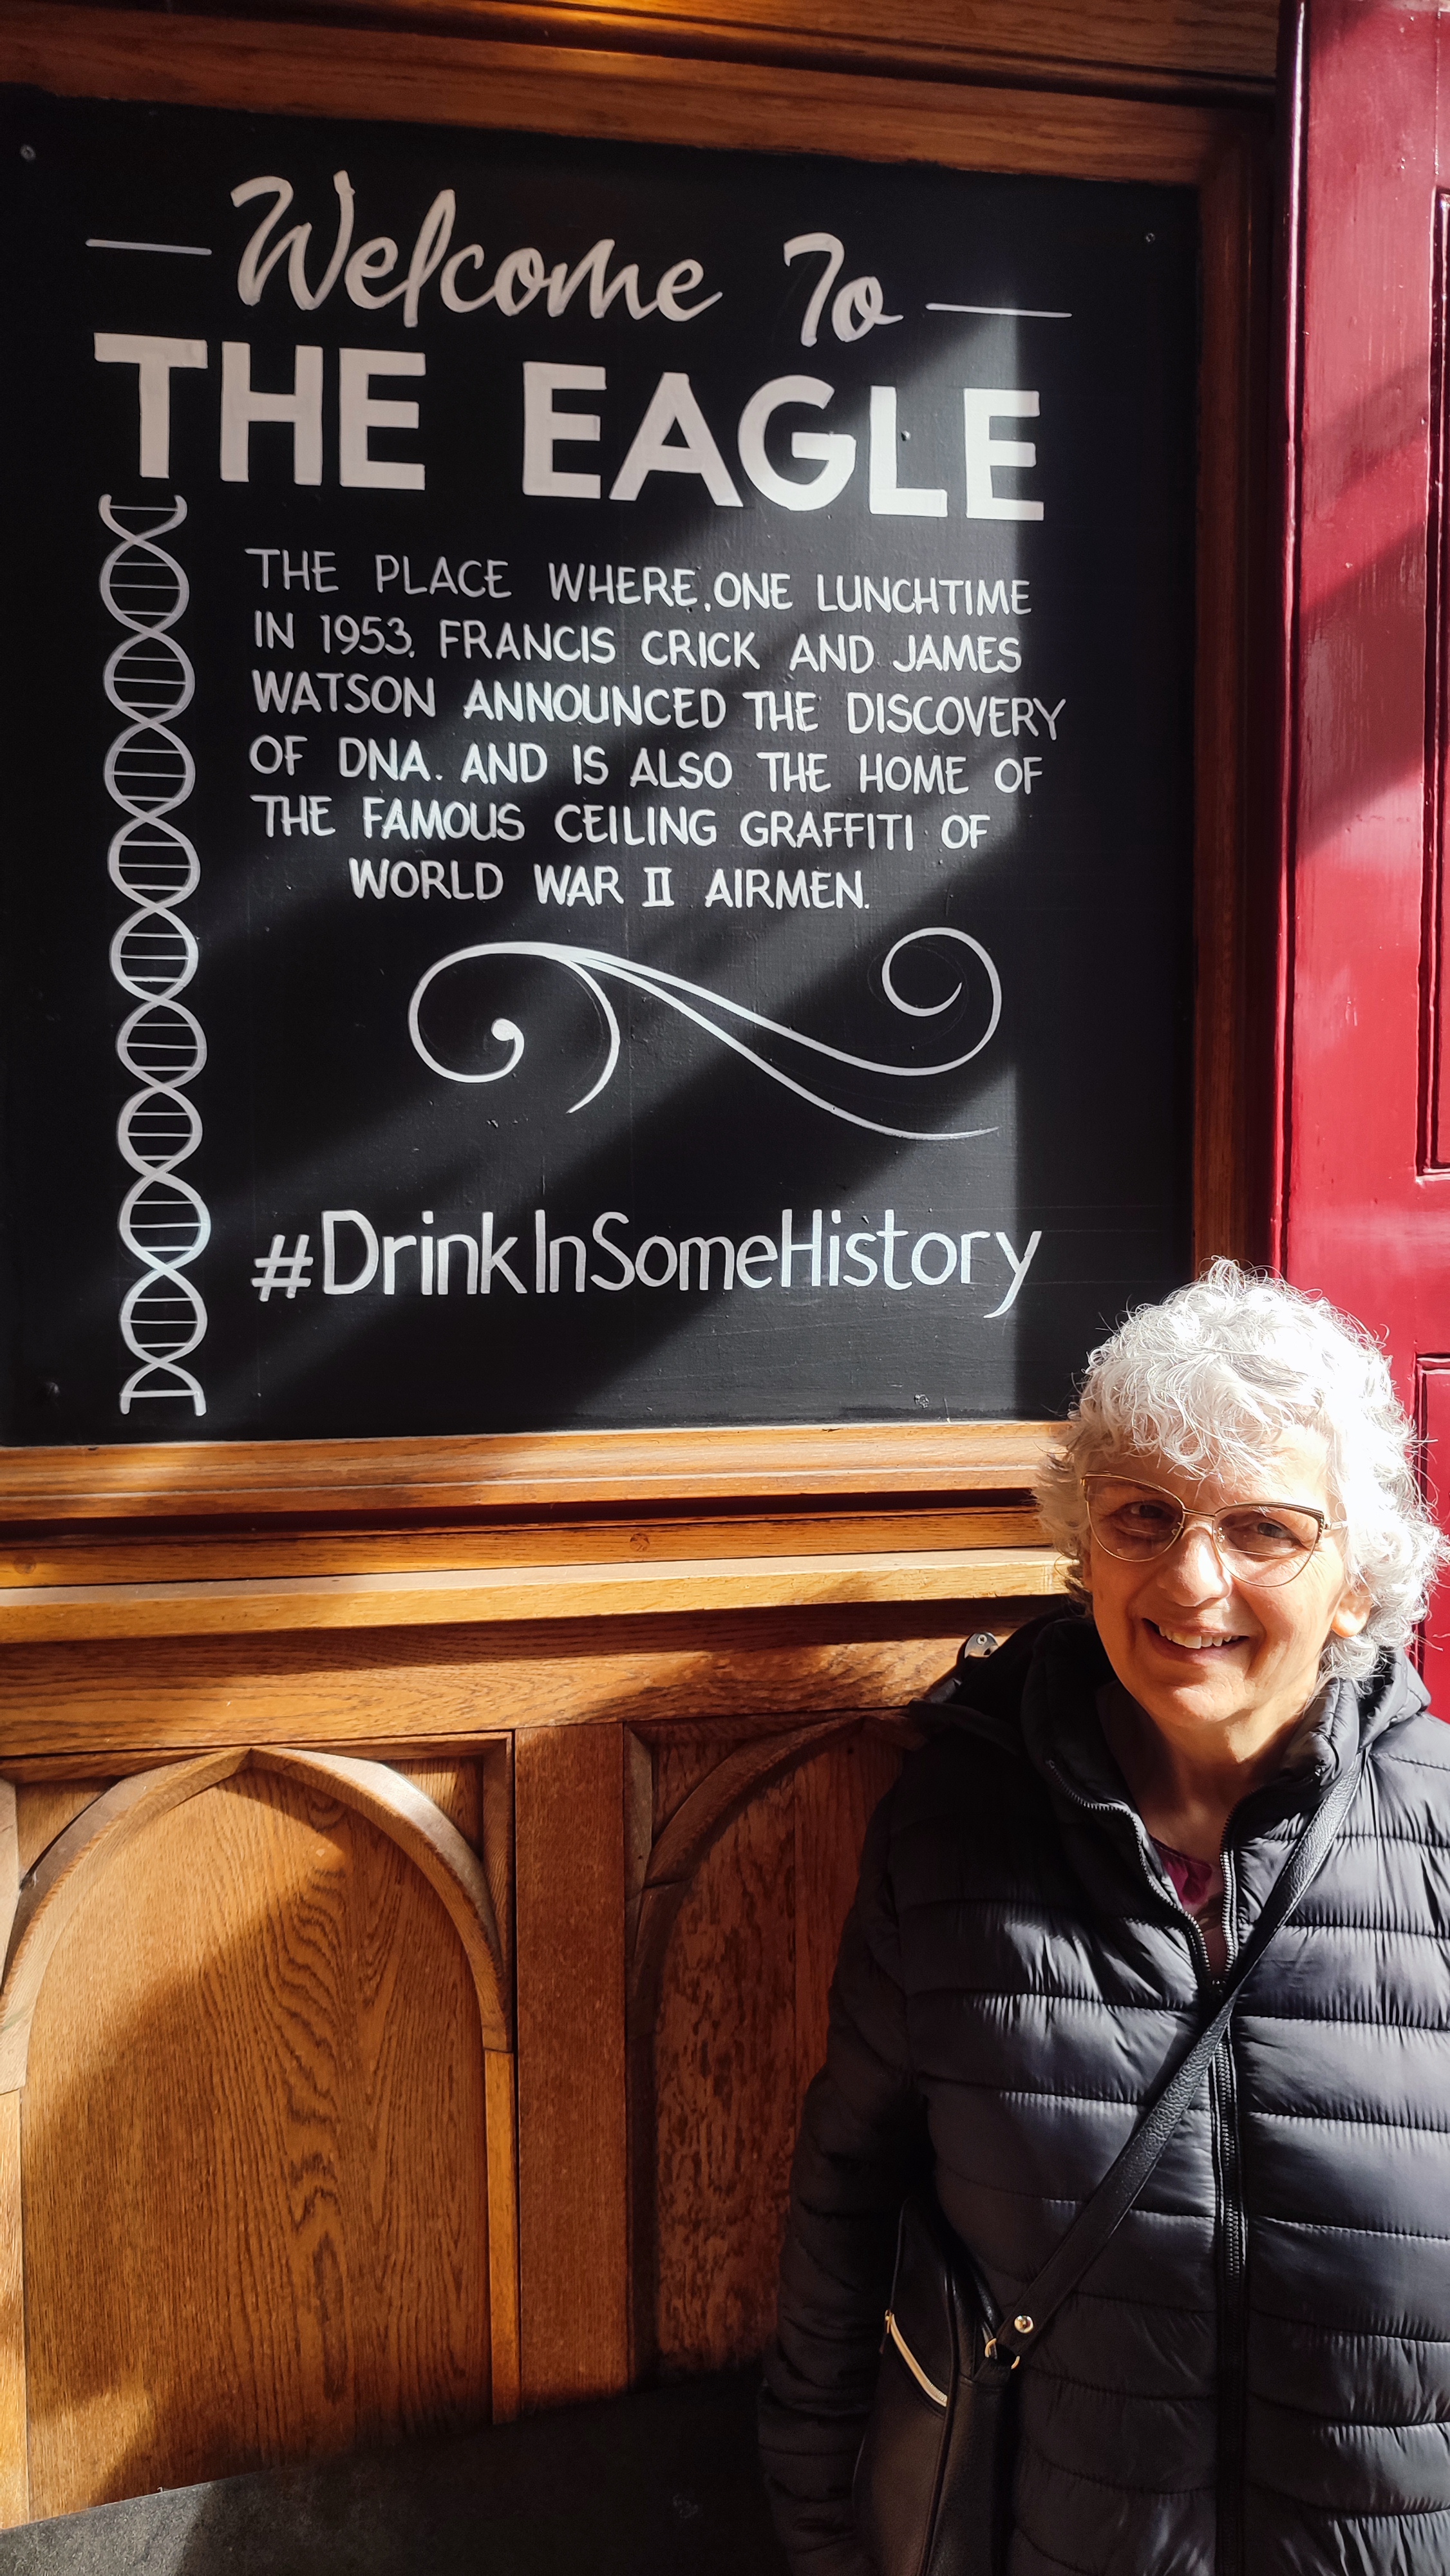 Welcome To
THE EAGLE
THE PLACE WHERE, ONE LUNCHTIME
IN 1953, FRANCIS CRICK AND JAMES
WATSON ANNOUNCED THE DISCOVERY
OF DNA. AND IS ALSO THE HOME OF
THE FAMOUS CEILING GRAFFITI OF
WORLD WAR II AIRMEN.
#DrinkInSomeHistory